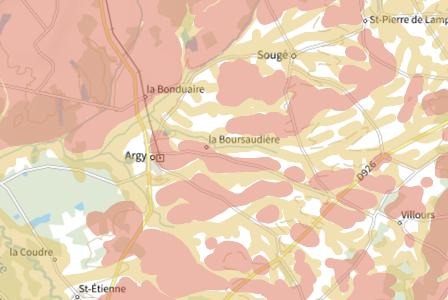 St-Pierre de Lamp
Sougé
la Bonduaire
la Boursaudière
Argy
D926
Villours
la Coudre
St-Étienne